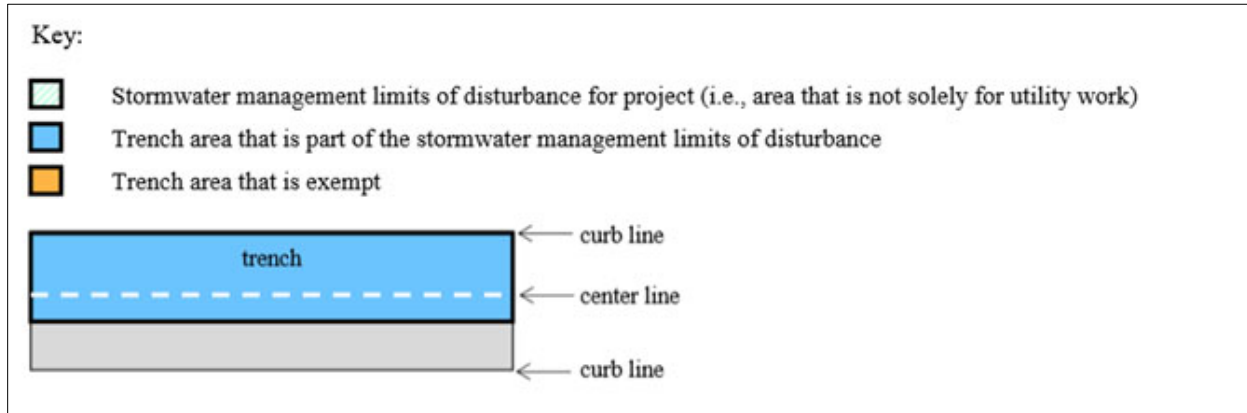 Key:
Stormwater management limits of disturbance for project (i.e., area that is not solely for utility work)
Trench area that is part of the stormwater management limits of disturbance
Trench area that is exempt
curb line
trench
center line
curb line